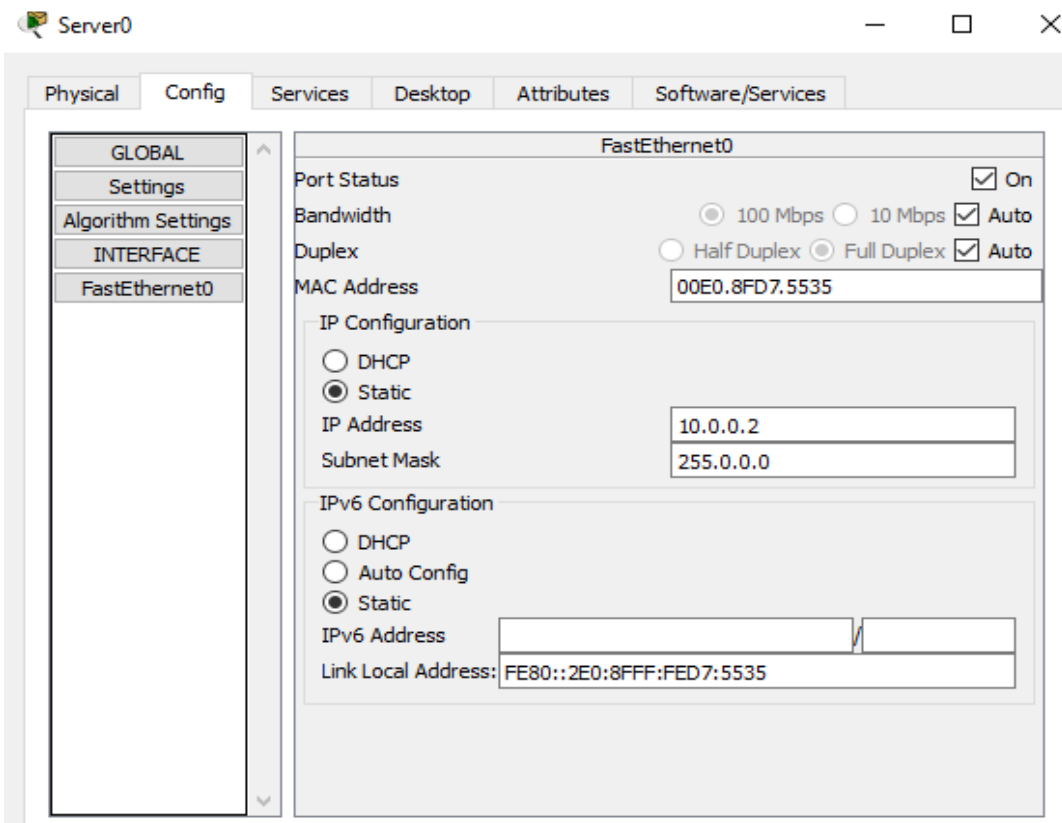 Server0
Physical Config Services Desktop Attributes Software/Services
GLOBAL
Settings
Algorithm Settings
INTERFACE
FastEthernet0
FastEthernet0
Port Status On
Bandwidth 100 Mbps 10 Mbps Auto
Duplex Half Duplex Full Duplex Auto
MAC Address 00E0.8FD7.5535
IP Configuration
DHCP
Static
IP Address 10.0.0.2
Subnet Mask 255.0.0.0
IPv6 Configuration
DHCP
Auto Config
Static
IPv6 Address /
Link Local Address: FE80::2E0:8FFF:FED7:5535